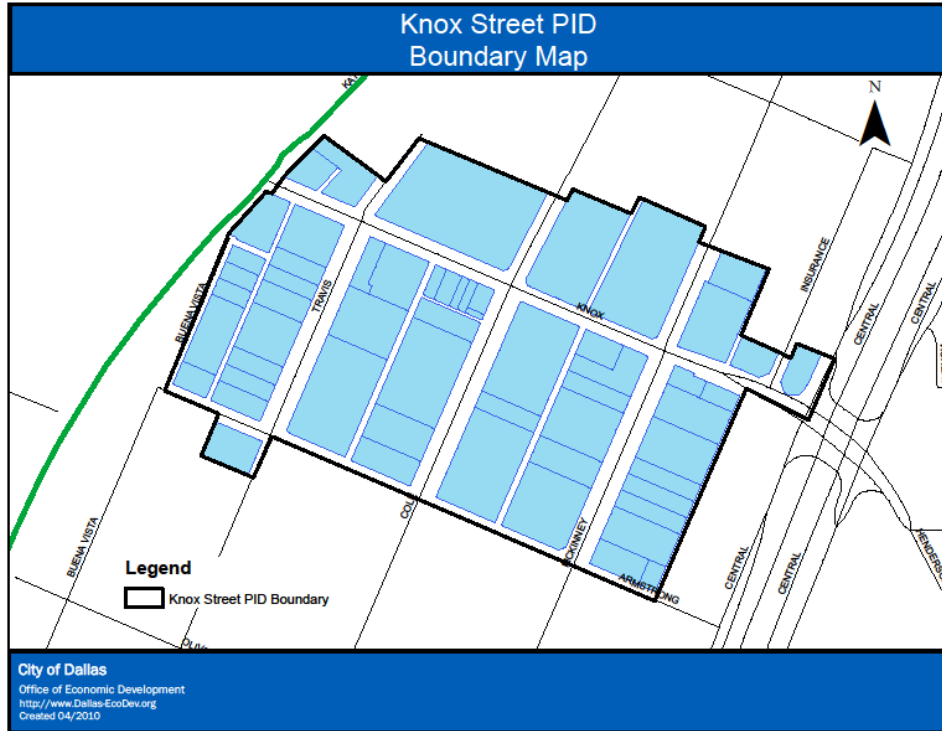 Knox Street PID
Boundary Map
N
INSURANCE
CENTRAL
CENTRAL
BUENA VISTA
TRAVIS
KNOX
COL
MCKINNEY
ARMSTRONG
CENTRAL
CENTRAL
BUENA VISTA
Legend
Knox Street PID Boundary
City of Dallas
Office of Economic Development
http://www.Dallas-EcoDev.org
Created 04/2010